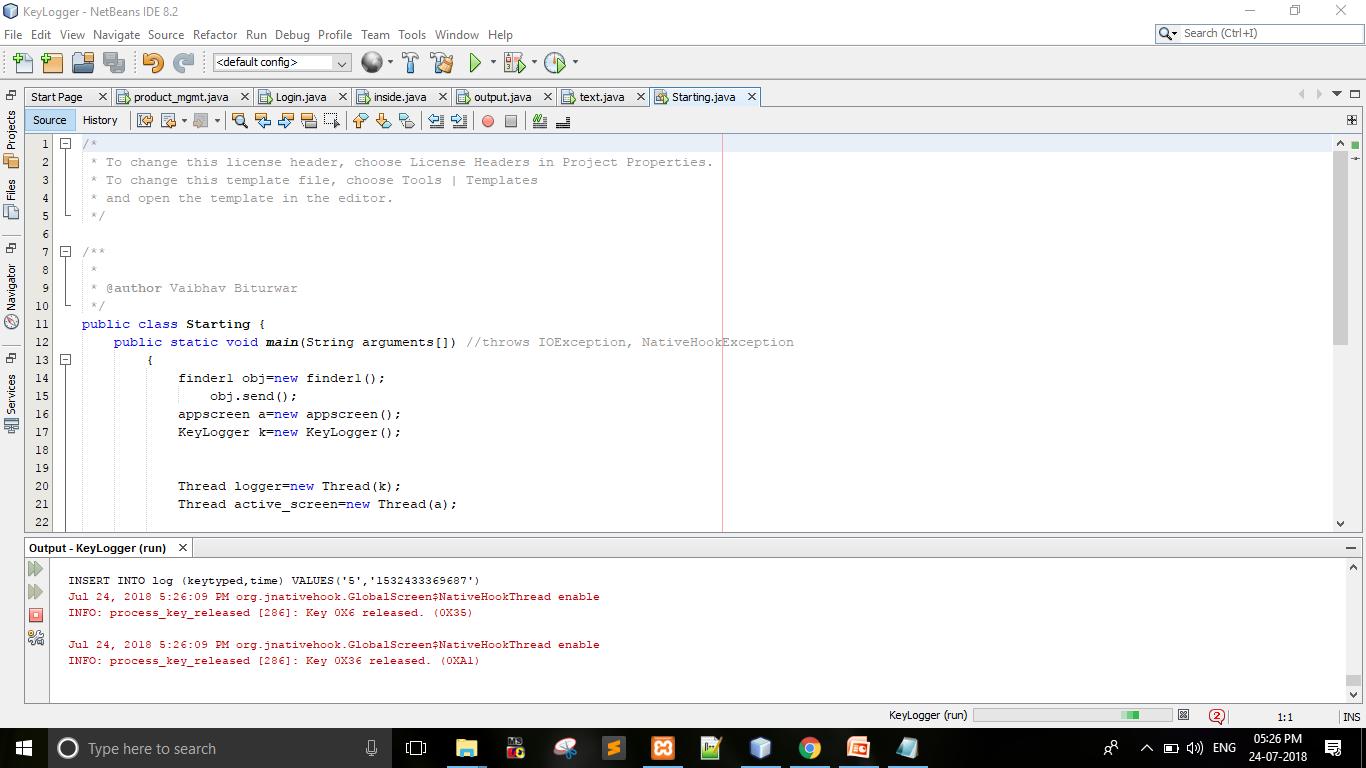 KeyLogger - NetBeans IDE 8.2
File Edit View Navigate Source Refactor Run Debug Profile Team Tools Window Help
Search (Ctrl+I)
<default config>
Start Page product_mgmt.java Login.java inside.java output.java text.java Starting.java
Source History
Projects
Files
Navigator
Services
1 /*
2 * To change this license header, choose License Headers in Project Properties.
3 * To change this template file, choose Tools | Templates
4 * and open the template in the editor.
5 */
6
7 /**
8 *
9 * @author Vaibhav Biturwar
10 */
11 public class Starting {
12 public static void main(String arguments[]) //throws IOException, NativeHookException
13 {
14 finder1 obj=new finder1();
15 obj.send();
16 appscreen a=new appscreen();
17 KeyLogger k=new KeyLogger();
18
19
20 Thread logger=new Thread(k);
21 Thread active_screen=new Thread(a);
22
Output - KeyLogger (run)
INSERT INTO log (keytyped,time) VALUES('5','1532433369687')
Jul 24, 2018 5:26:09 PM org.jnativehook.GlobalScreen$NativeHookThread enable
INFO: process_key_released [286]: Key 0X6 released. (0X35)
Jul 24, 2018 5:26:09 PM org.jnativehook.GlobalScreen$NativeHookThread enable
INFO: process_key_released [286]: Key 0X36 released. (0XA1)
KeyLogger (run) 2 1:1 INS
Type here to search
ENG
05:26 PM
24-07-2018